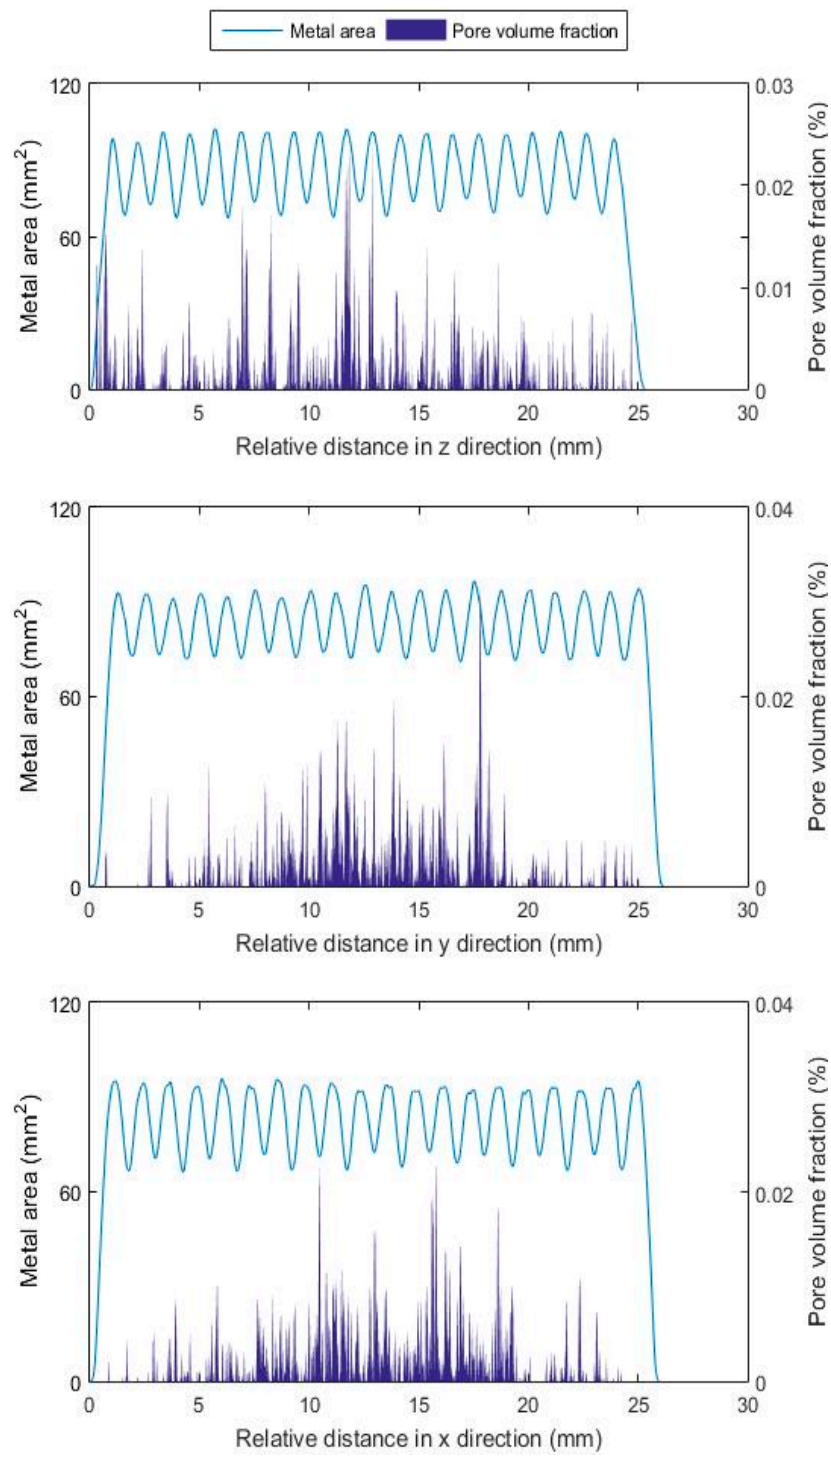 Metal area Pore volume fraction
120 0.03
0.02
60
0.01
0 0
0 5 10 15 20 25 30
Metal area (mm²)
Pore volume fraction (%)
Relative distance in z direction (mm)
120 0.04
60 0.02
0 0
0 5 10 15 20 25 30
Metal area (mm²)
Pore volume fraction (%)
Relative distance in y direction (mm)
120 0.04
60 0.02
0 0
0 5 10 15 20 25 30
Metal area (mm²)
Pore volume fraction (%)
Relative distance in x direction (mm)